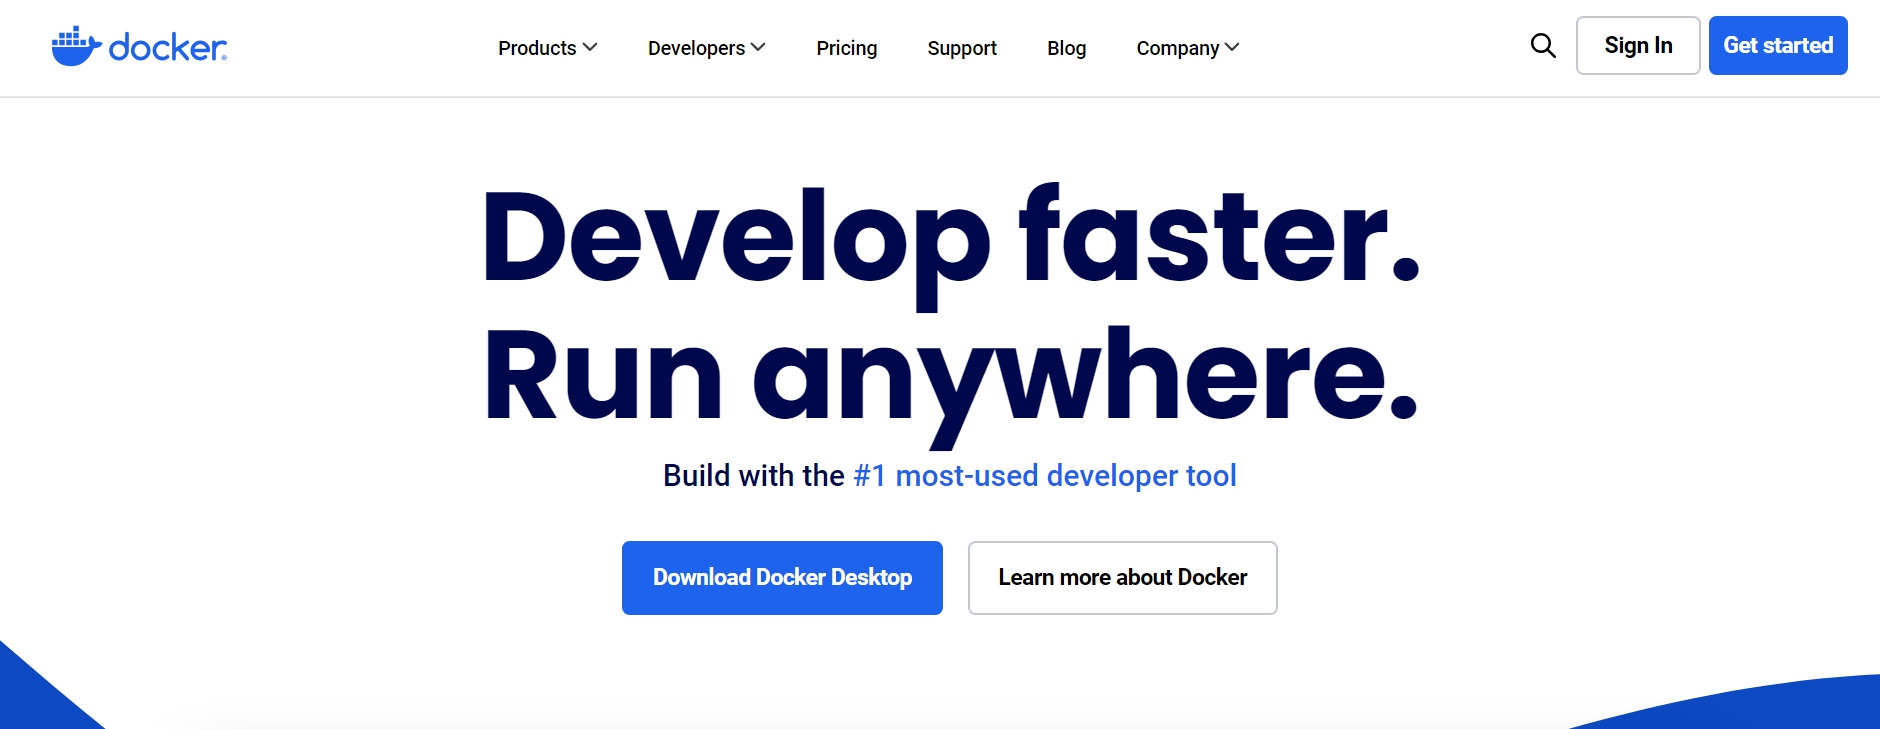 docker
Products
Developers
Pricing
Support
Blog
Company
Sign In
Get started
Develop faster.
Run anywhere.
Build with the #1 most-used developer tool
Download Docker Desktop
Learn more about Docker